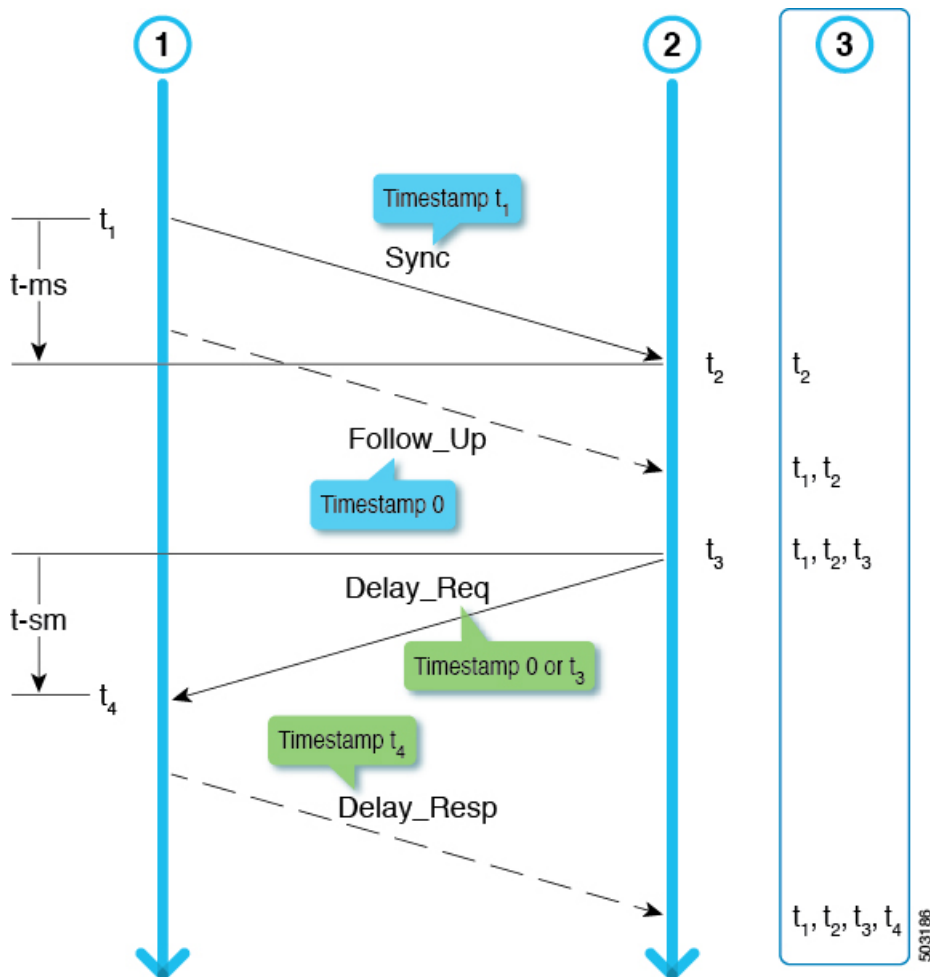 1
2
3
Timestamp t₁
t₁
Sync
t-ms
t₂
t₂
Follow_Up
t₁, t₂
Timestamp 0
t₃
t₁, t₂, t₃
Delay_Req
t-sm
Timestamp 0 or t₃
t₄
Timestamp t₄
Delay_Resp
t₁, t₂, t₃, t₄
503186